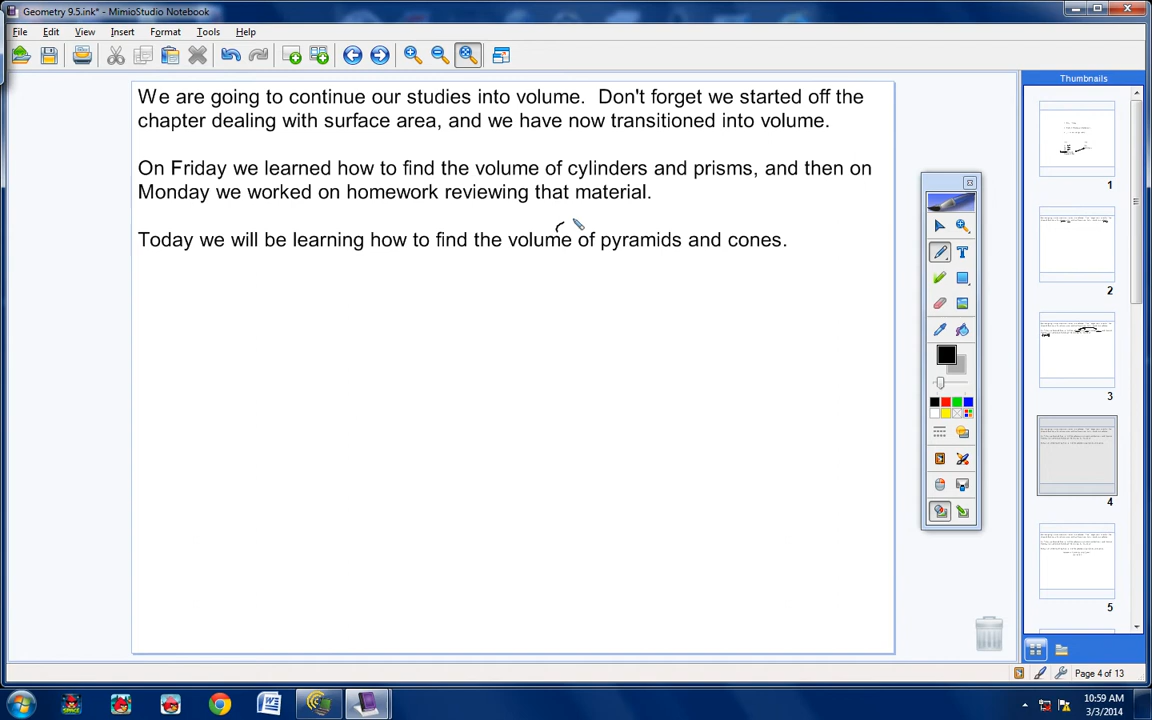 Geometry 9.5.ink* - MimioStudio Notebook
File Edit View Insert Format Tools Help
We are going to continue our studies into volume. Don't forget we started off the
chapter dealing with surface area, and we have now transitioned into volume.
On Friday we learned how to find the volume of cylinders and prisms, and then on
Monday we worked on homework reviewing that material.
Today we will be learning how to find the volume of pyramids and cones.
Thumbnails
1
2
3
4
5
Page 4 of 13
10:59 AM
3/3/2014